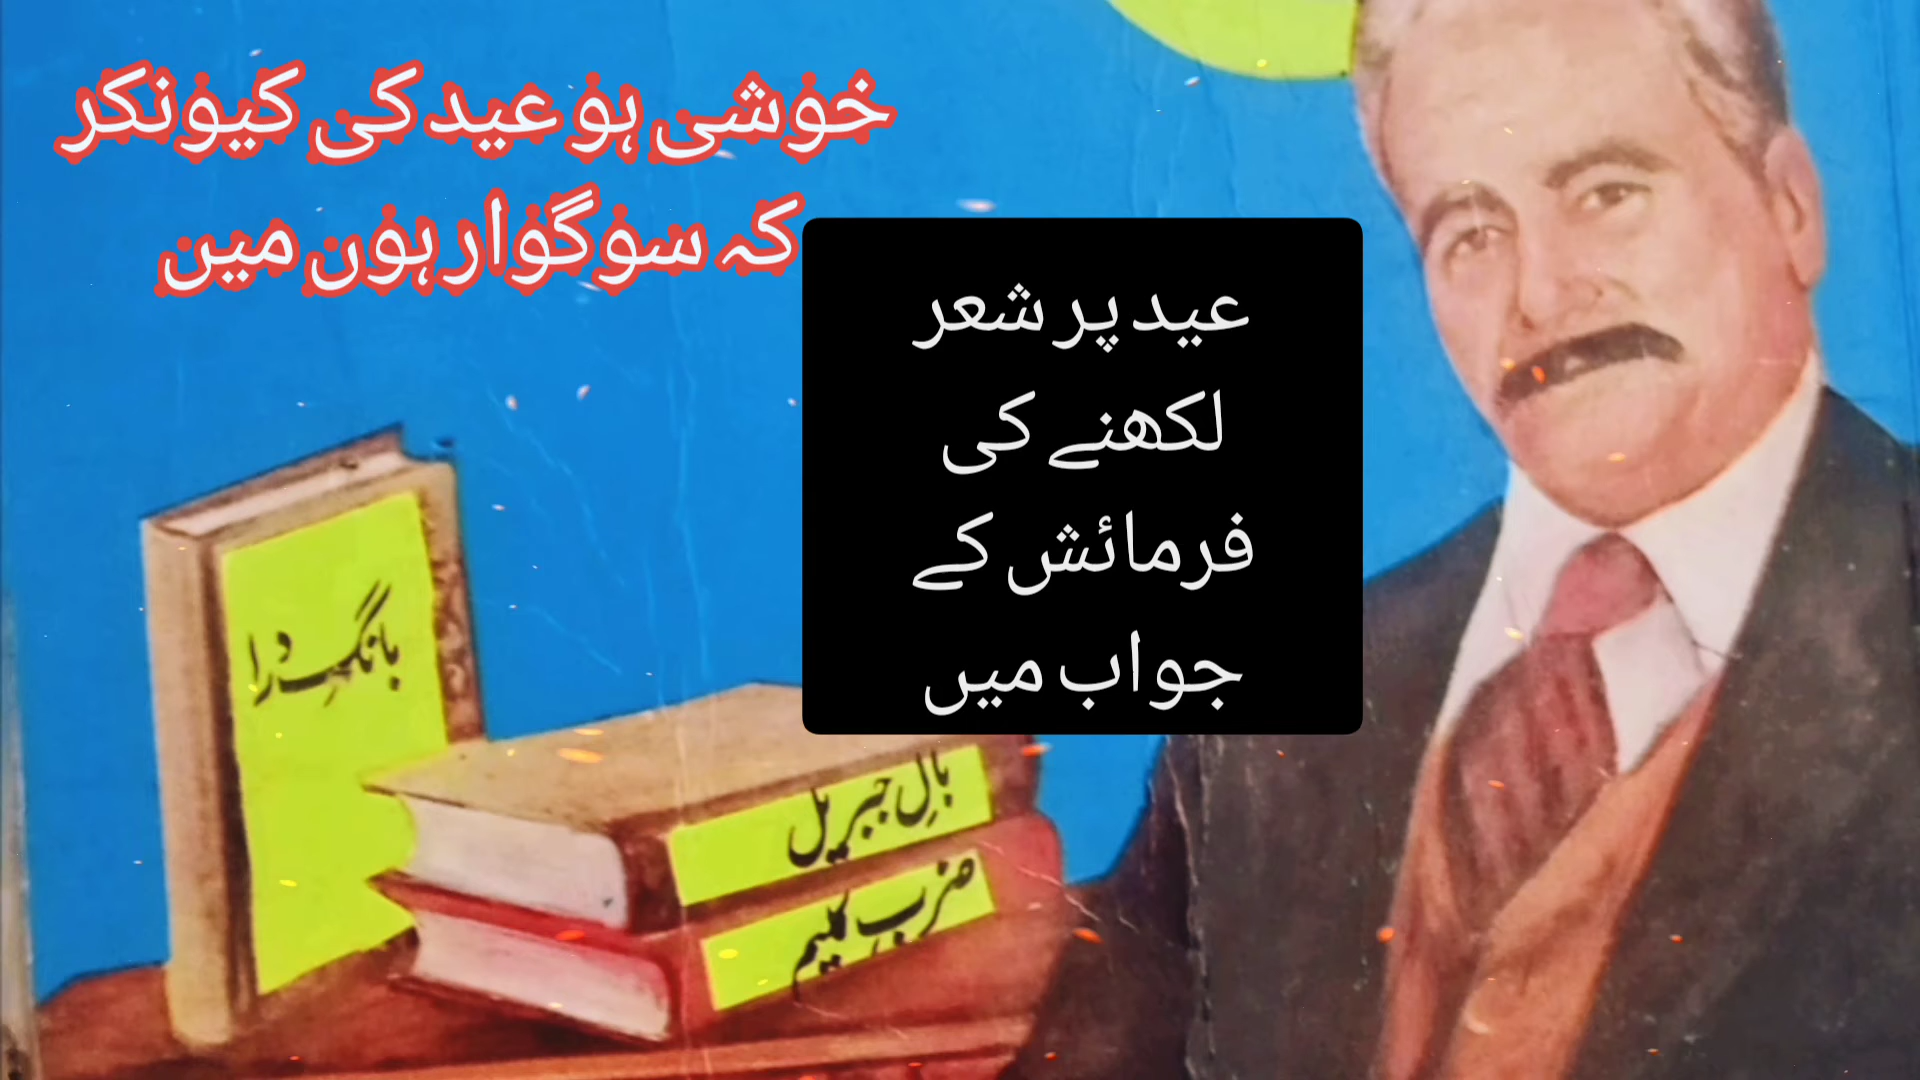 خوشی ہو عید کی کیونکر
کہ سوگوار ہون مین
عید پر شعر
لکھنے کی
فرمائش کے
جواب میں
بانگِ درا
بالِ جبریل
ضربِ کلیم